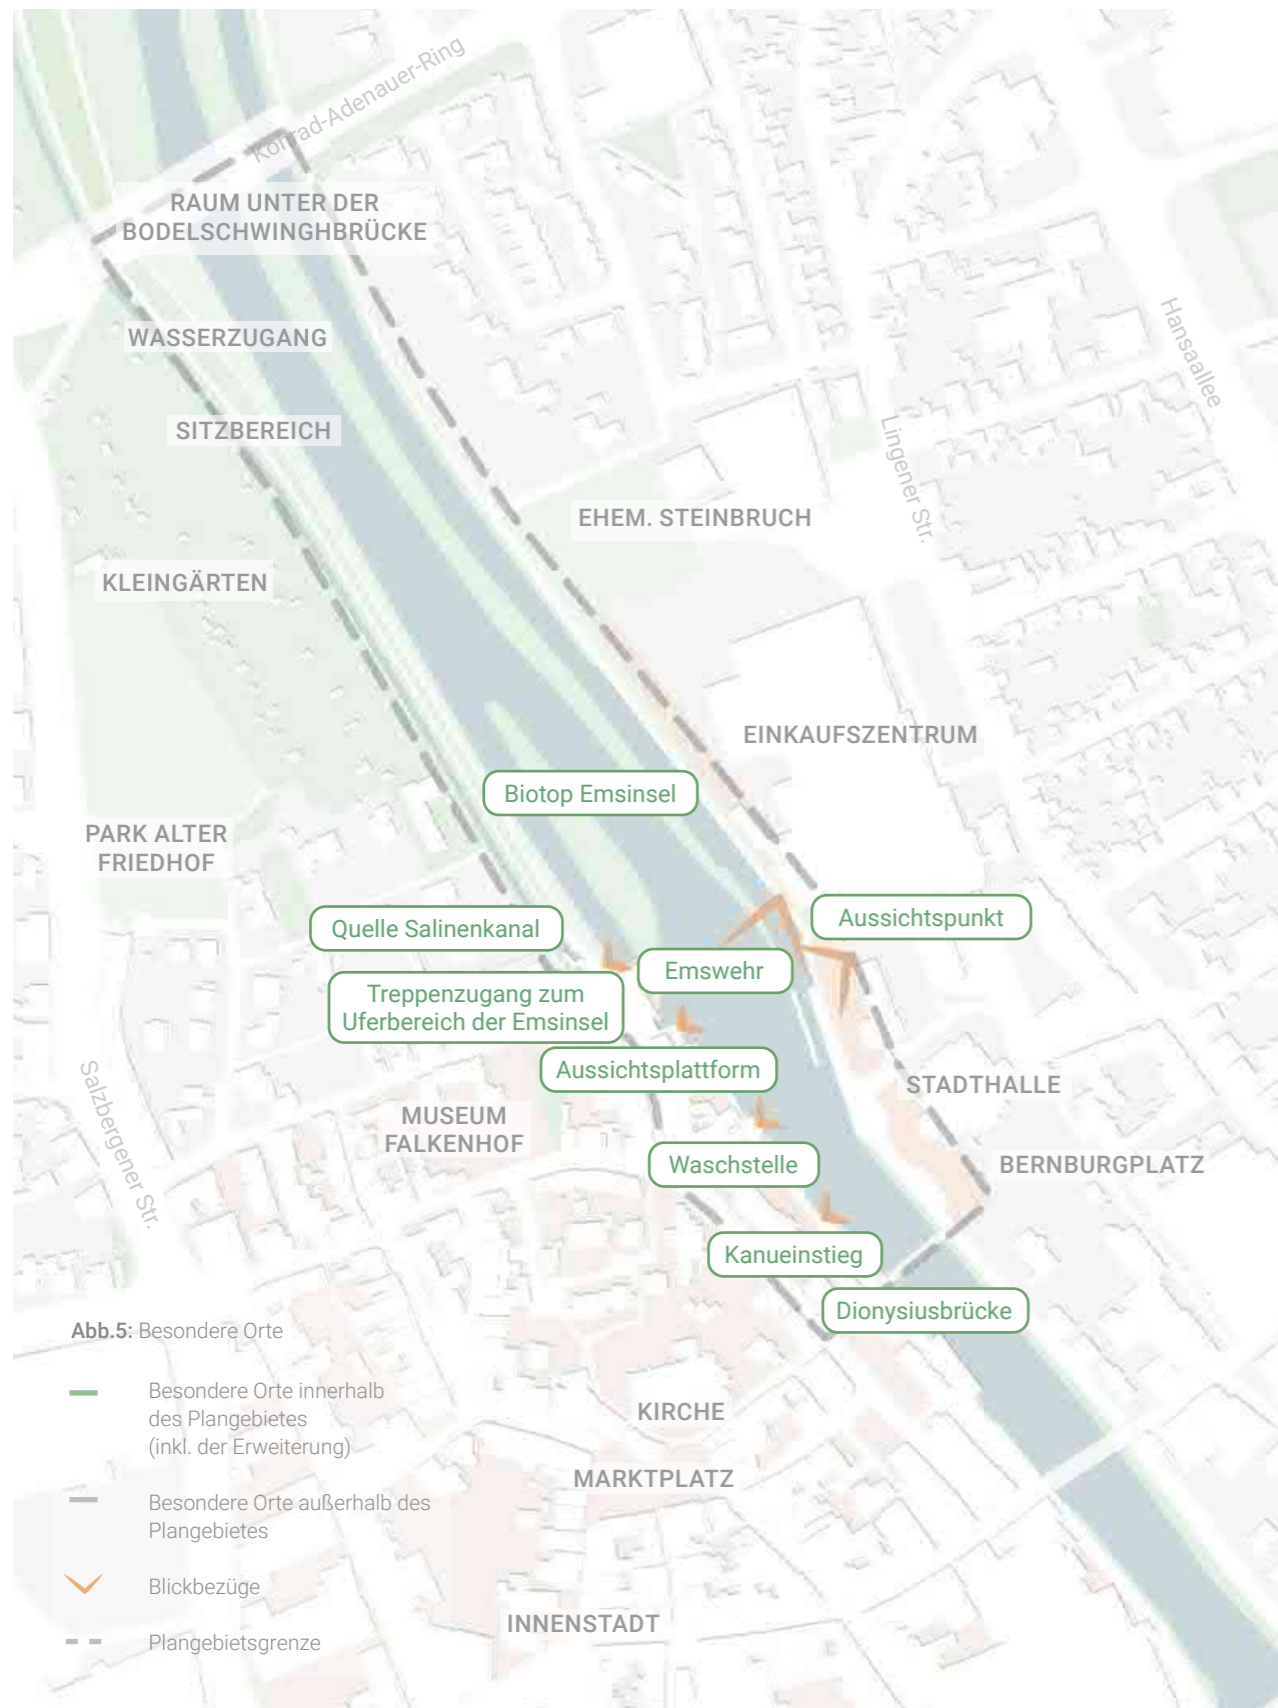 Konrad-Adenauer-Ring
RAUM UNTER DER
BODELSCHWINGHBRÜCKE
WASSERZUGANG
Hansaallee
SITZBEREICH
Lingener Str.
EHEM. STEINBRUCH
KLEINGÄRTEN
EINKAUFSZENTRUM
Biotop Emsinsel
PARK ALTER
FRIEDHOF
Aussichtspunkt
Quelle Salinenkanal
Emswehr
Treppenzugang zum
Uferbereich der Emsinsel
Aussichtsplattform
STADTHALLE
Salzbergener Str.
MUSEUM
FALKENHOF
Waschstelle
BERNBURGPLATZ
Kanueinstieg
Dionysiusbrücke
Abb.5: Besondere Orte
Besondere Orte innerhalb
des Plangebietes
(inkl. der Erweiterung)
KIRCHE
MARKTPLATZ
Besondere Orte außerhalb des
Plangebietes
Blickbezüge
INNENSTADT
Plangebietsgrenze